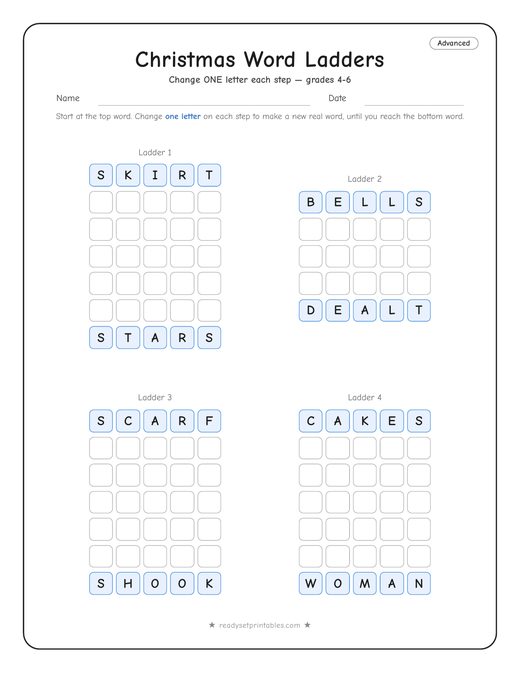 Advanced
Christmas Word Ladders
Change ONE letter each step — grades 4-6
Name Date
Start at the top word. Change one letter on each step to make a new real word, until you reach the bottom word.
Ladder 1
S K I R T
S T A R S
Ladder 2
B E L L S
D E A L T
Ladder 3
S C A R F
S H O O K
Ladder 4
C A K E S
W O M A N
★ readysetprintables.com ★